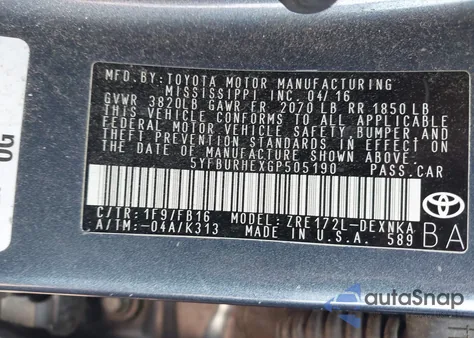 MFD. BY: TOYOTA MOTOR MANUFACTURING
MISSISSIPPI INC. 04/16
GVWR 3820LB GAWR FR. 2070 LB RR 1850 LB
THIS VEHICLE CONFORMS TO ALL APPLICABLE
FEDERAL MOTOR VEHICLE SAFETY, BUMPER, AND
THEFT PREVENTION STANDARDS IN EFFECT ON
THE DATE OF MANUFACTURE SHOWN ABOVE.
5YFBURHEXGP505190 PASS. CAR
C/TR: 1F9/FB16 MODEL: ZRE172L-DEXNKA
A/TM: -04A/K313 MADE IN U.S.A. 589
TOYOTA
BA
OG
autoSnap